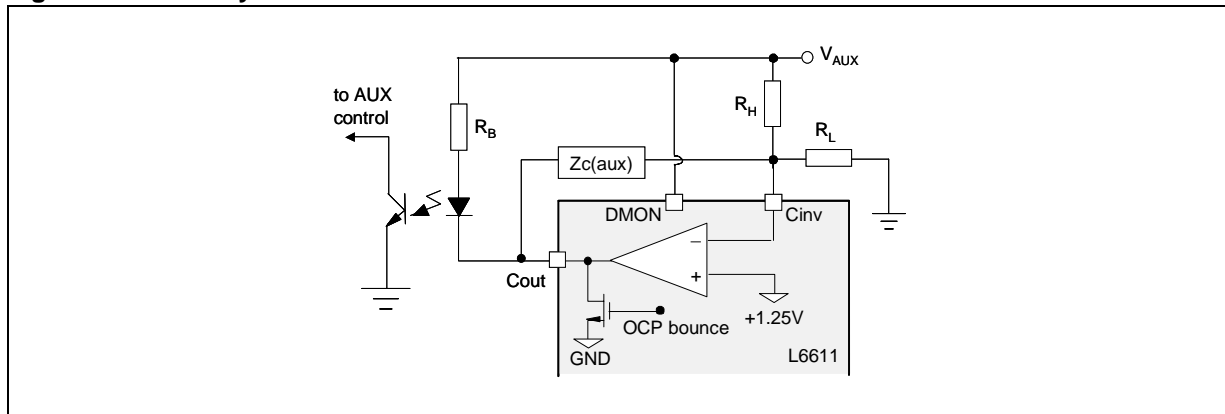 V_AUX
to AUX
control
R_B
R_H
R_L
Zc(aux)
DMON
Cinv
−
+
Cout
+1.25V
OCP bounce
GND
L6611